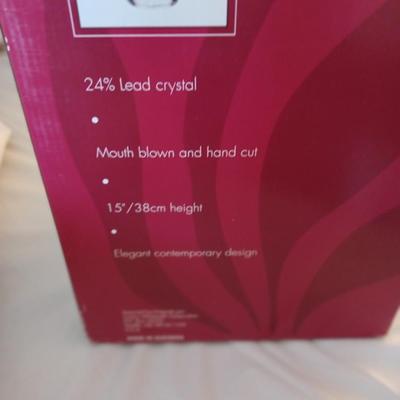 24% Lead crystal
•
Mouth blown and hand cut
•
15"/38cm height
•
Elegant contemporary design